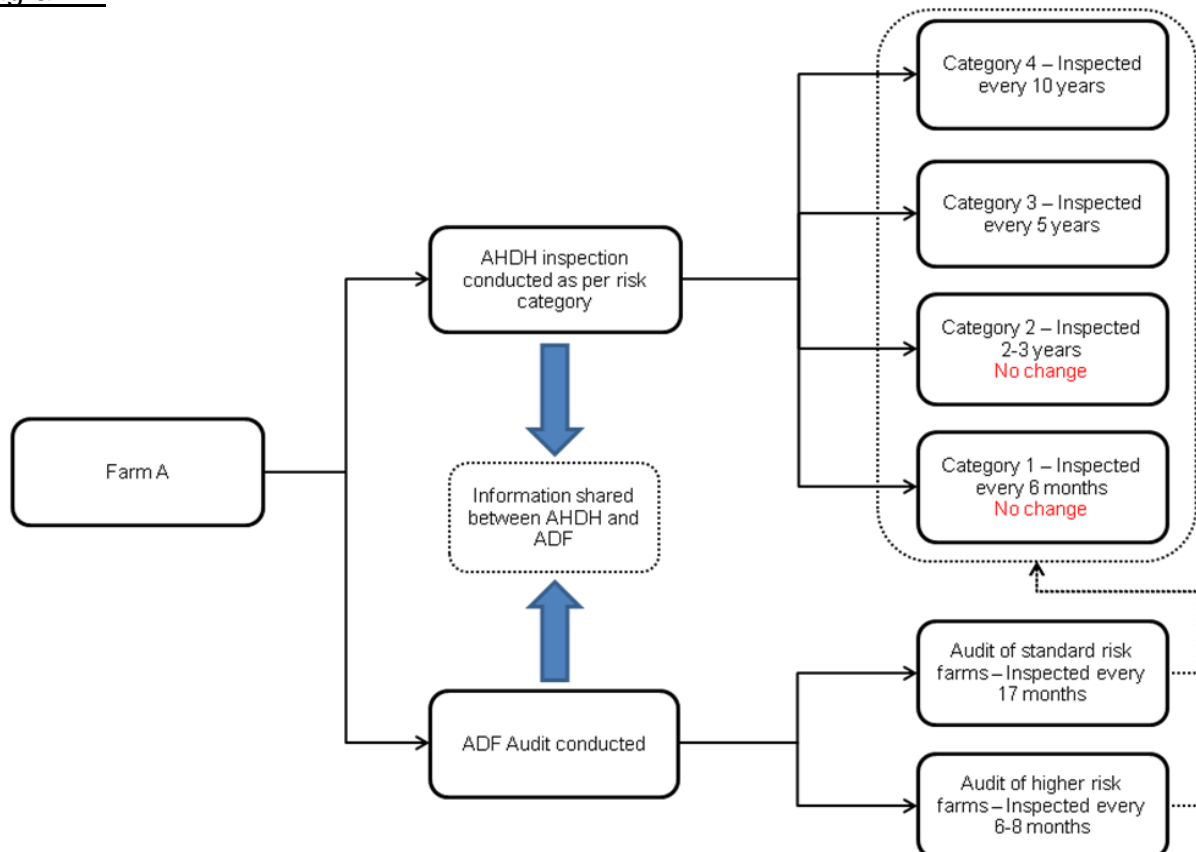 Category 4 – Inspected
every 10 years
Category 3 – Inspected
every 5 years
AHDH inspection
conducted as per risk
category
Category 2 – Inspected
2-3 years
No change
Farm A
Category 1 – Inspected
every 6 months
No change
Information shared
between AHDH and
ADF
Audit of standard risk
farms – Inspected every
17 months
ADF Audit conducted
Audit of higher risk
farms – Inspected every
6-8 months